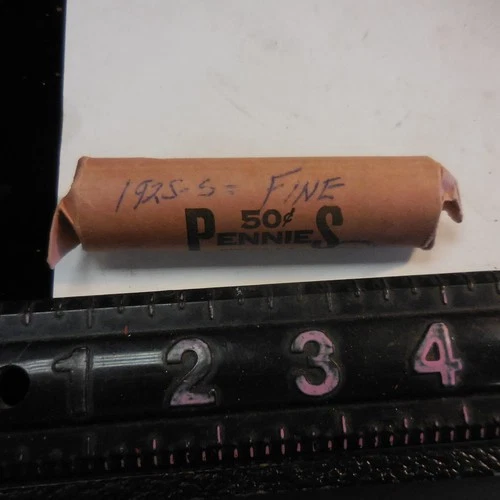 1925-S= FINE
50¢
PENNIES
1 2 3 4